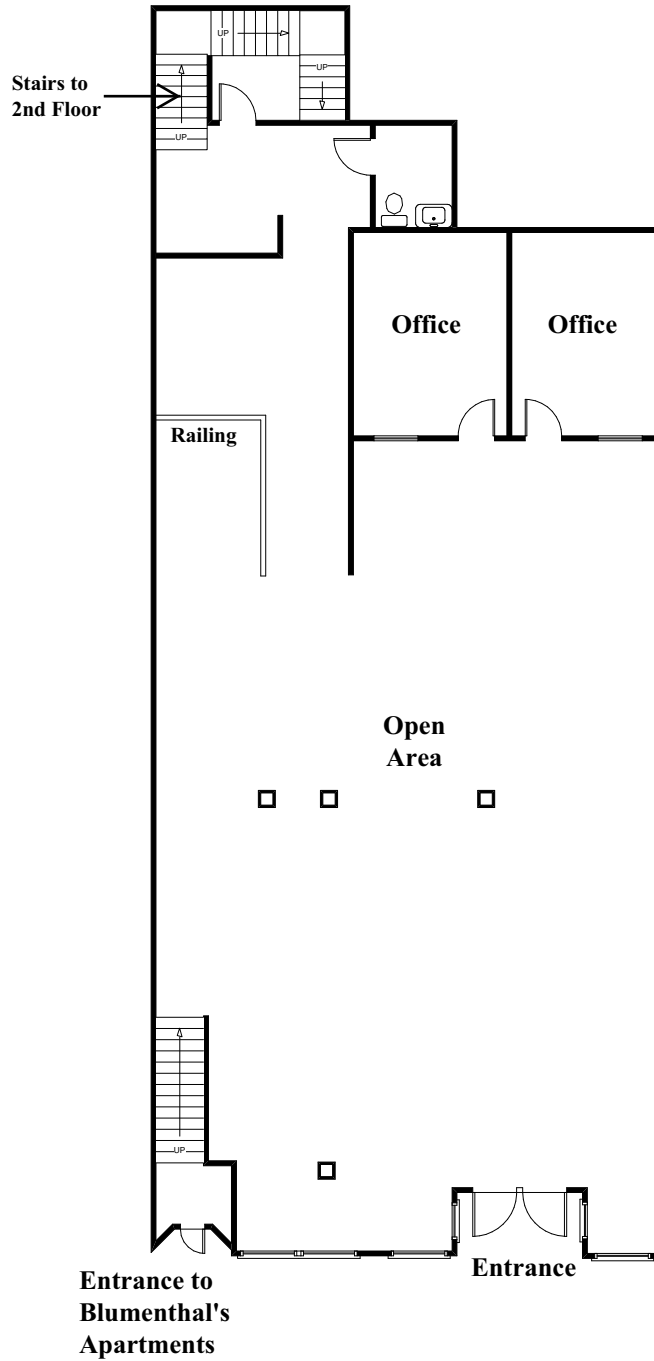 UP
UP
Stairs to
2nd Floor
UP
Office
Office
Railing
Open
Area
UP
Entrance
Entrance to
Blumenthal's
Apartments